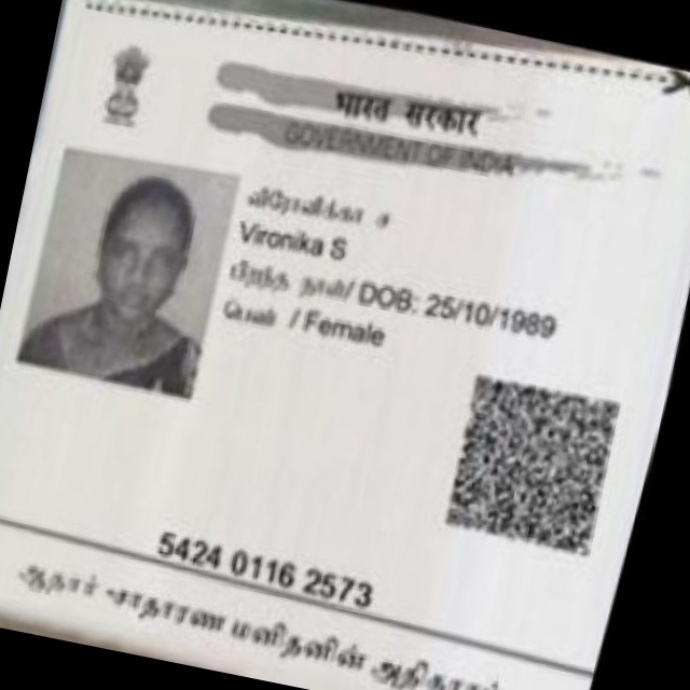 भारत सरकार
GOVERNMENT OF INDIA
விரோனிக்கா ச
Vironika S
பிறந்த நாள்/ DOB: 25/10/1989
பெண் / Female
5424 0116 2573
ஆதார் சாதாரண மனிதனின் அதிகாரம்